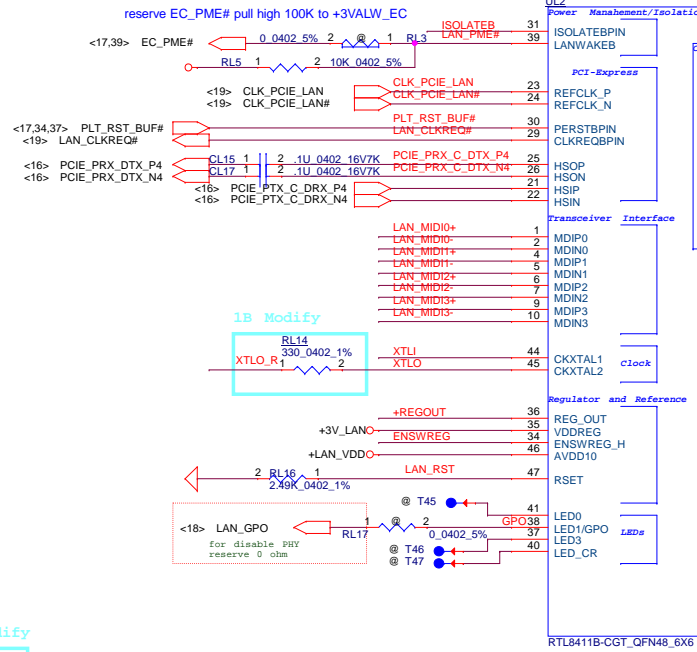 UL2
reserve EC_PME# pull high 100K to +3VALW_EC
Power Manahement/Isolatio
ISOLATEB 31 ISOLATEBPIN
<17,39> EC_PME# 0_0402_5% 2 @ 1 RL3 LAN_PME# 39 LANWAKEB
RL5 1 2 10K_0402_5%
PCI-Express
<19> CLK_PCIE_LAN CLK_PCIE_LAN 23 REFCLK_P
<19> CLK_PCIE_LAN# CLK_PCIE_LAN# 24 REFCLK_N
<17,34,37> PLT_RST_BUF# PLT_RST_BUF# 30 PERSTBPIN
<19> LAN_CLKREQ# LAN_CLKREQ# 29 CLKREQBPIN
<16> PCIE_PRX_DTX_P4 CL15 1 2 .1U_0402_16V7K PCIE_PRX_C_DTX_P4 25 HSOP
<16> PCIE_PRX_DTX_N4 CL17 1 2 .1U_0402_16V7K PCIE_PRX_C_DTX_N4 26 HSON
<16> PCIE_PTX_C_DRX_P4 21 HSIP
<16> PCIE_PTX_C_DRX_N4 22 HSIN
Transceiver Interface
LAN_MIDI0+ 1 MDIP0
LAN_MIDI0- 2 MDIN0
LAN_MIDI1+ 4 MDIP1
LAN_MIDI1- 5 MDIN1
LAN_MIDI2+ 6 MDIP2
LAN_MIDI2- 7 MDIN2
LAN_MIDI3+ 9 MDIP3
LAN_MIDI3- 10 MDIN3
1B Modify
RL14
330_0402_1%
XTLO_R 1 2
XTLI 44 CKXTAL1
XTLO 45 CKXTAL2
Clock
Regulator and Reference
+REGOUT 36 REG_OUT
+3V_LAN 35 VDDREG
ENSWREG 34 ENSWREG_H
+LAN_VDD 46 AVDD10
2 RL16 1 LAN_RST 47 RSET
2.49K_0402_1%
@ T45 41 LED0
<18> LAN_GPO 1 @ 2 GPO 38 LED1/GPO
RL17 0_0402_5% 37 LED3
LEDs
for disable PHY
reserve 0 ohm
@ T46 40 LED_CR
@ T47
dify
RTL8411B-CGT_QFN48_6X6